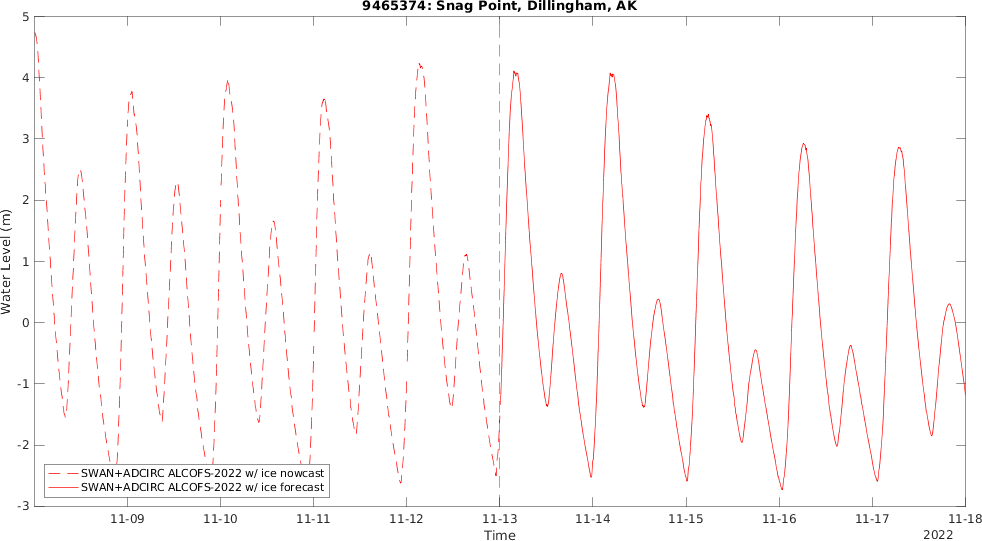 9465374: Snag Point, Dillingham, AK
5
4
3
2
1
0
-1
-2
-3
Water Level (m)
SWAN+ADCIRC ALCOFS-2022 w/ ice nowcast
SWAN+ADCIRC ALCOFS-2022 w/ ice forecast
11-09 11-10 11-11 11-12 11-13 11-14 11-15 11-16 11-17 11-18
Time
2022